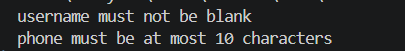 username must not be blank
phone must be at most 10 characters